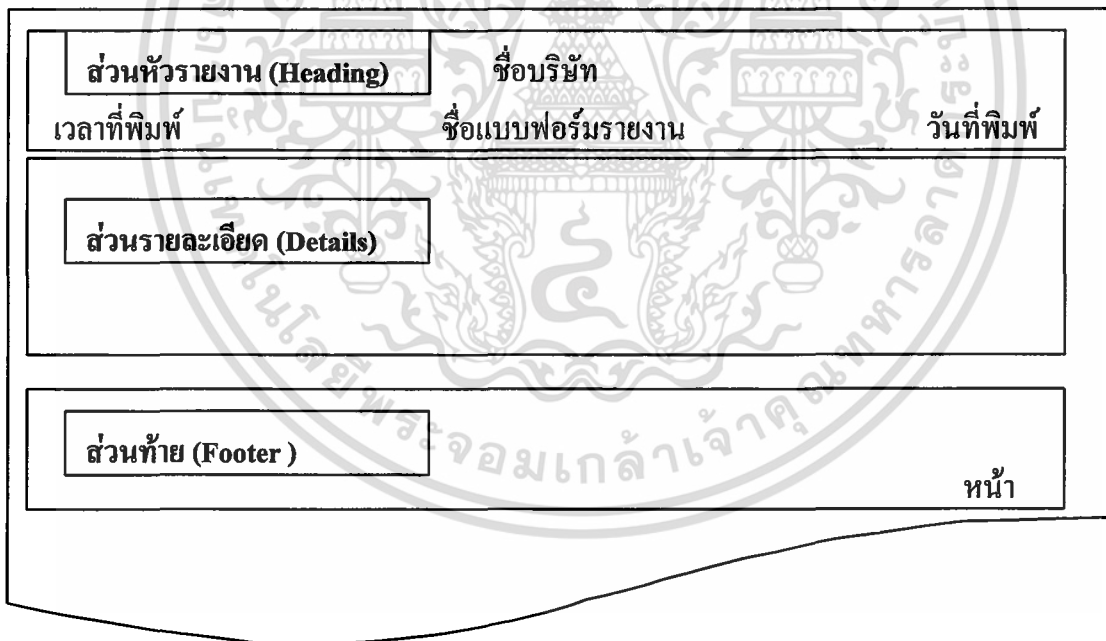 ส่วนหัวรายงาน (Heading) ชื่อบริษัท
เวลาที่พิมพ์ ชื่อแบบฟอร์มรายงาน วันที่พิมพ์
ส่วนรายละเอียด (Details)
ส่วนท้าย (Footer )
หน้า